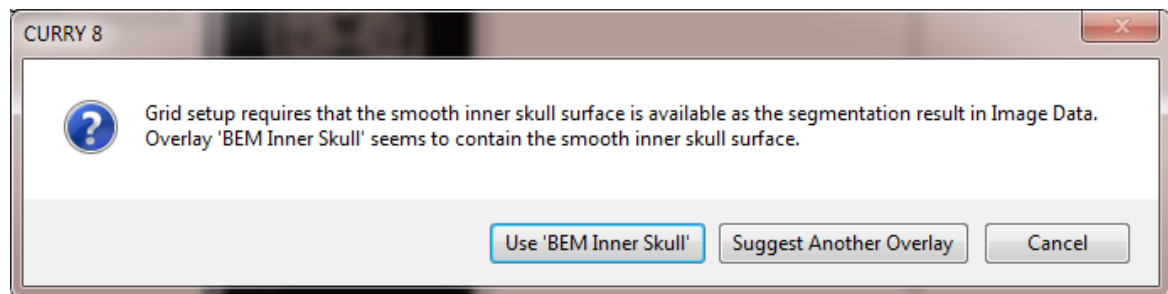 CURRY 8
Grid setup requires that the smooth inner skull surface is available as the segmentation result in Image Data.
Overlay 'BEM Inner Skull' seems to contain the smooth inner skull surface.
Use 'BEM Inner Skull'
Suggest Another Overlay
Cancel